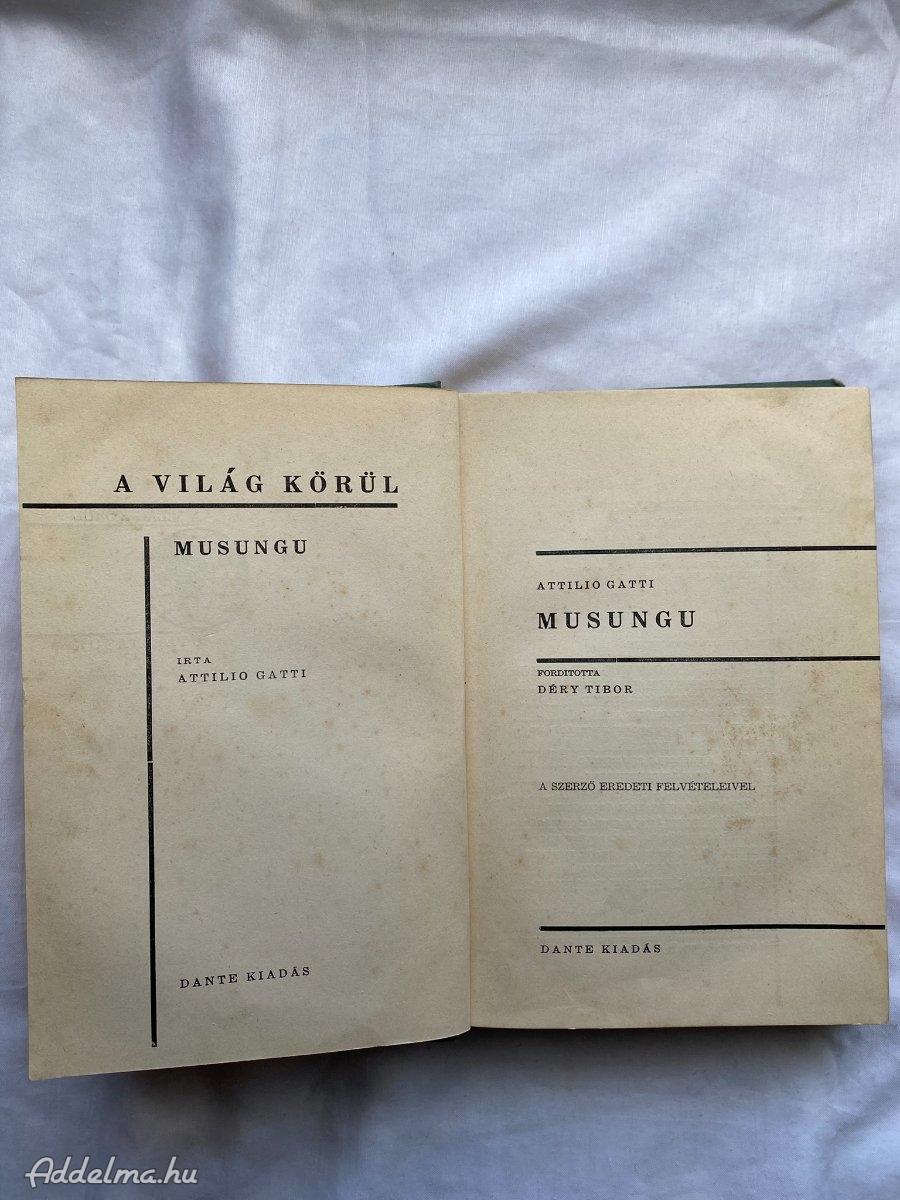 A VILÁG KÖRÜL
MUSUNGU
IRTA
ATTILIO GATTI
DANTE KIADÁS
ATTILIO GATTI
MUSUNGU
FORDITOTTA
DÉRY TIBOR
A SZERZŐ EREDETI FELVÉTELEIVEL
DANTE KIADÁS
Addelma.hu